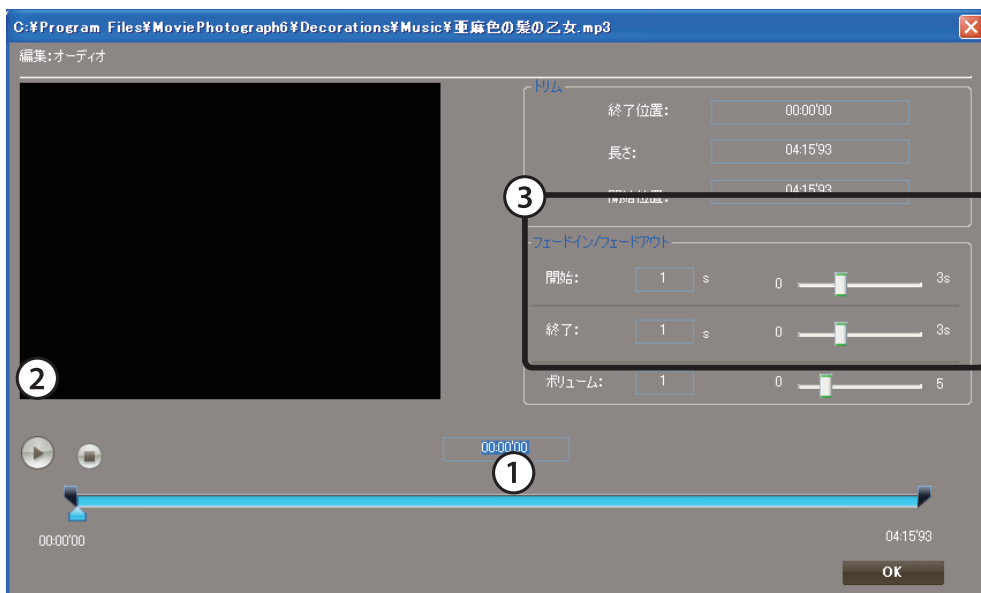 C:¥Program Files¥MoviePhotograph6¥Decorations¥Music¥亜麻色の髪の乙女.mp3
編集:オーディオ
トリム
終了位置: 00:00'00
長さ: 04:15'93
開始位置: 04:15'93
③
フェードイン/フェードアウト
開始: 1 s 0 3s
終了: 1 s 0 3s
②
ボリューム: 1 0 5
00:00'00
①
00:00'00 04:15'93
OK